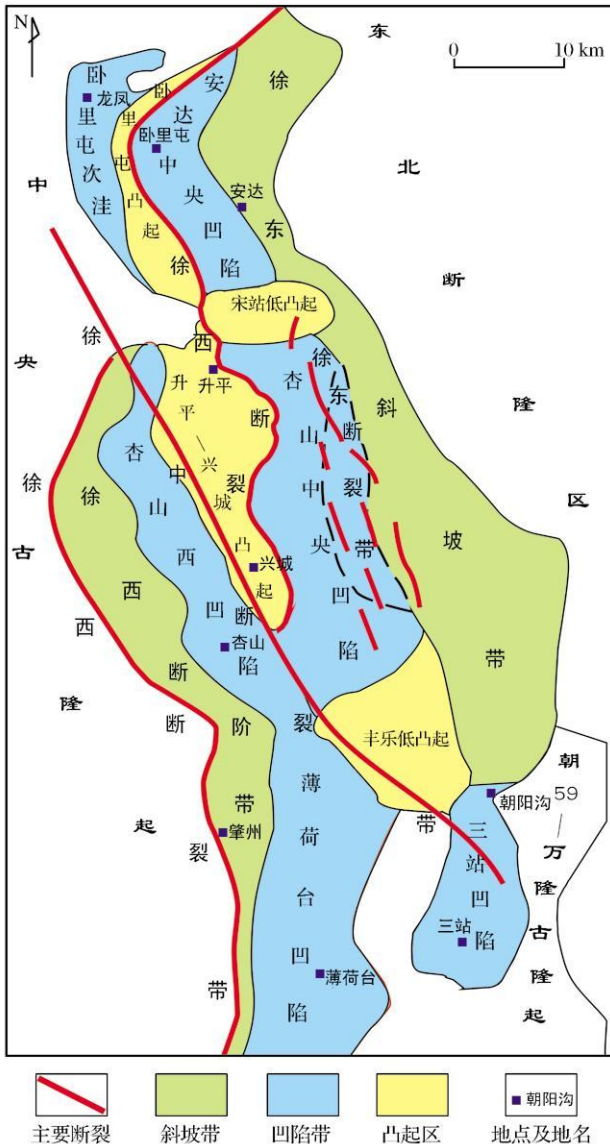 N
0 10 km
东北断隆区
中央古隆起带
卧里屯次洼
龙凤
卧里屯凸起
卧里屯
安达中央凹陷
安达
徐东斜坡带
宋站低凸起
徐西断裂
升平
升平—兴城凸起
兴城
徐中断裂
杏山中央凹陷
徐东断裂带
徐西断裂
徐西断阶带
杏山西凹陷
杏山
丰乐低凸起
肇州
薄荷台凹陷
薄荷台
朝阳沟
三站凹陷
三站
朝59—万隆古隆起
主要断裂
斜坡带
凹陷带
凸起区
朝阳沟
地点及地名